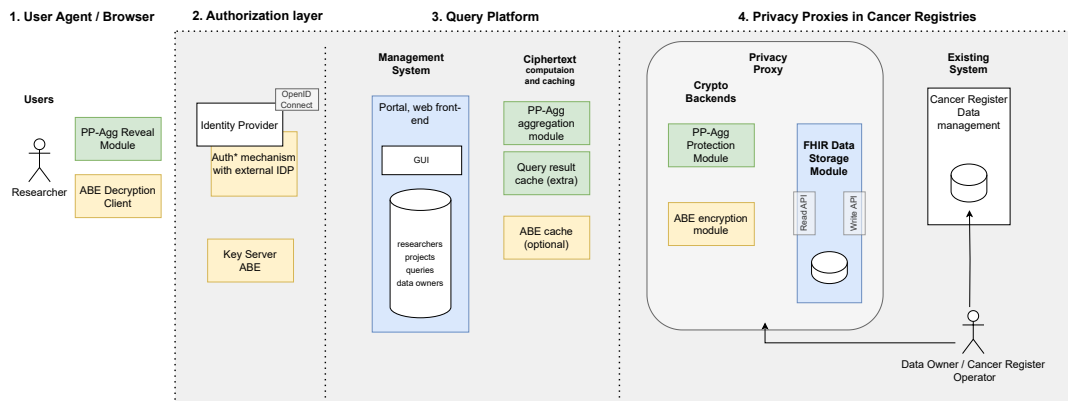 1. User Agent / Browser
2. Authorization layer
3. Query Platform
4. Privacy Proxies in Cancer Registries
Users
PP-Agg Reveal
Module
Researcher
ABE Decryption
Client
OpenID
Connect
Identity Provider
Auth* mechanism
with external IDP
Key Server
ABE
Management
System
Portal, web front-
end
GUI
researchers
projects
queries
data owners
Ciphertext
computaion
and caching
PP-Agg
aggregation
module
Query result
cache (extra)
ABE cache
(optional)
Privacy
Proxy
Crypto
Backends
PP-Agg
Protection
Module
ABE encryption
module
FHIR Data
Storage
Module
Read API
Write API
Existing
System
Cancer Register
Data
management
Data Owner / Cancer Register
Operator